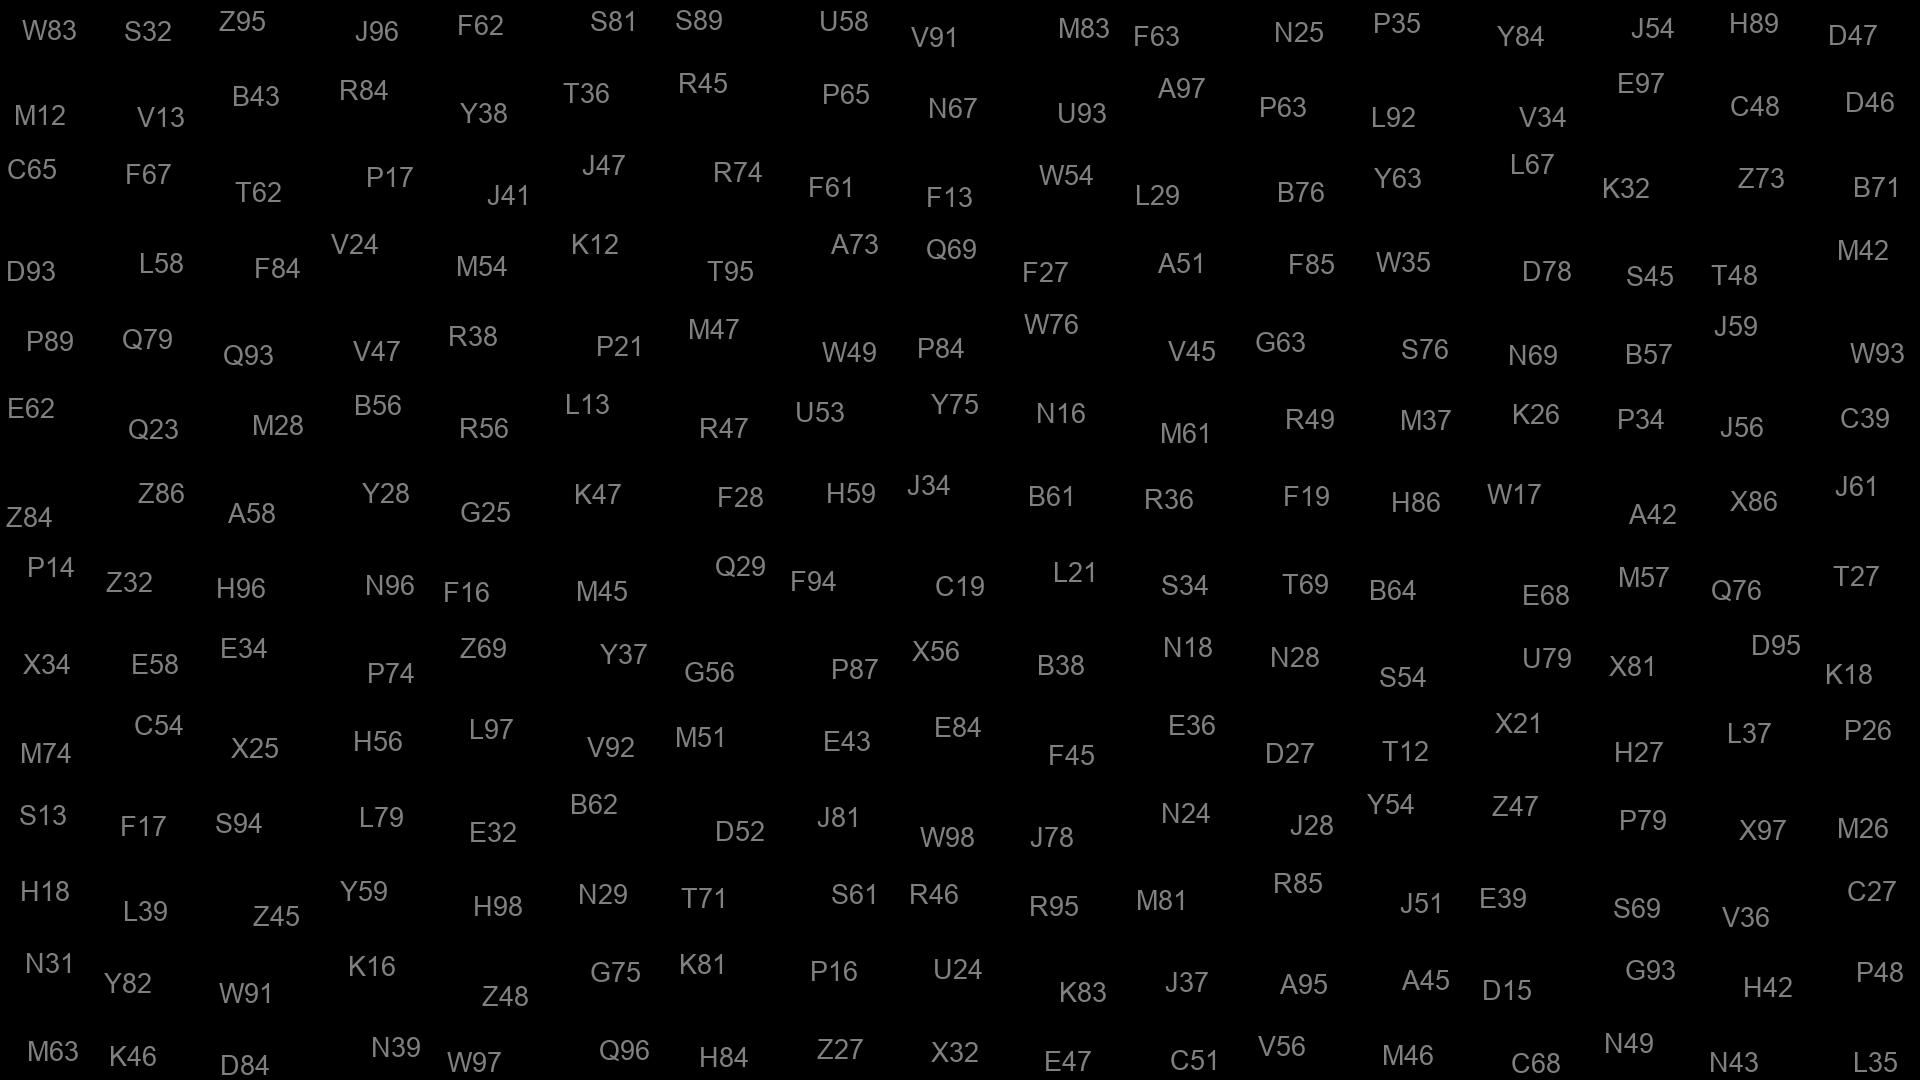 W83 S32 Z95 J96 F62 S81 S89 U58 V91 M83 F63 N25 P35 Y84 J54 H89 D47
M12 V13 B43 R84 Y38 T36 R45 P65 N67 U93 A97 P63 L92 V34 E97 C48 D46
C65 F67 T62 P17 J41 J47 R74 F61 F13 W54 L29 B76 Y63 L67 K32 Z73 B71
D93 L58 F84 V24 M54 K12 T95 A73 Q69 F27 A51 F85 W35 D78 S45 T48 M42
P89 Q79 Q93 V47 R38 P21 M47 W49 P84 W76 V45 G63 S76 N69 B57 J59 W93
E62 Q23 M28 B56 R56 L13 R47 U53 Y75 N16 M61 R49 M37 K26 P34 J56 C39
Z84 Z86 A58 Y28 G25 K47 F28 H59 J34 B61 R36 F19 H86 W17 A42 X86 J61
P14 Z32 H96 N96 F16 M45 Q29 F94 C19 L21 S34 T69 B64 E68 M57 Q76 T27
X34 E58 E34 P74 Z69 Y37 G56 P87 X56 B38 N18 N28 S54 U79 X81 D95 K18
M74 C54 X25 H56 L97 V92 M51 E43 E84 F45 E36 D27 T12 X21 H27 L37 P26
S13 F17 S94 L79 E32 B62 D52 J81 W98 J78 N24 J28 Y54 Z47 P79 X97 M26
H18 L39 Z45 Y59 H98 N29 T71 S61 R46 R95 M81 R85 J51 E39 S69 V36 C27
N31 Y82 W91 K16 Z48 G75 K81 P16 U24 K83 J37 A95 A45 D15 G93 H42 P48
M63 K46 D84 N39 W97 Q96 H84 Z27 X32 E47 C51 V56 M46 C68 N49 N43 L35